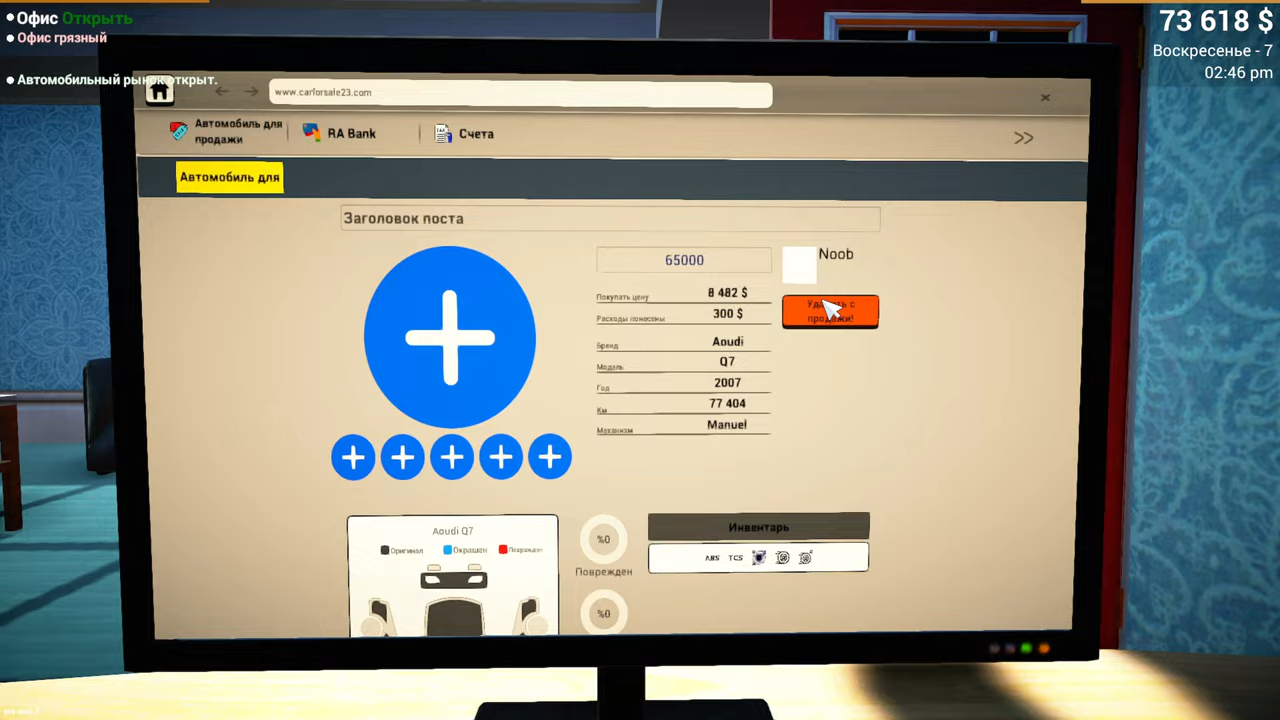 Офис Открыть
Офис грязный
Автомобильный рынок открыт.
73 618 $
Воскресенье - 7
02:46 pm
www.carforsale23.com
Автомобиль для
продажи
RA Bank
Счета
Автомобиль для
Заголовок поста
65000
Noob
Покупать цену 8 482 $
Расходы понесены 300 $
Бренд Aoudi
Модель Q7
Год 2007
Км 77 404
Механизм Manuel
Aoudi Q7
Оригинал Окрашен Поврежден
%0
Поврежден
%0
Инвентарь
ABS TCS